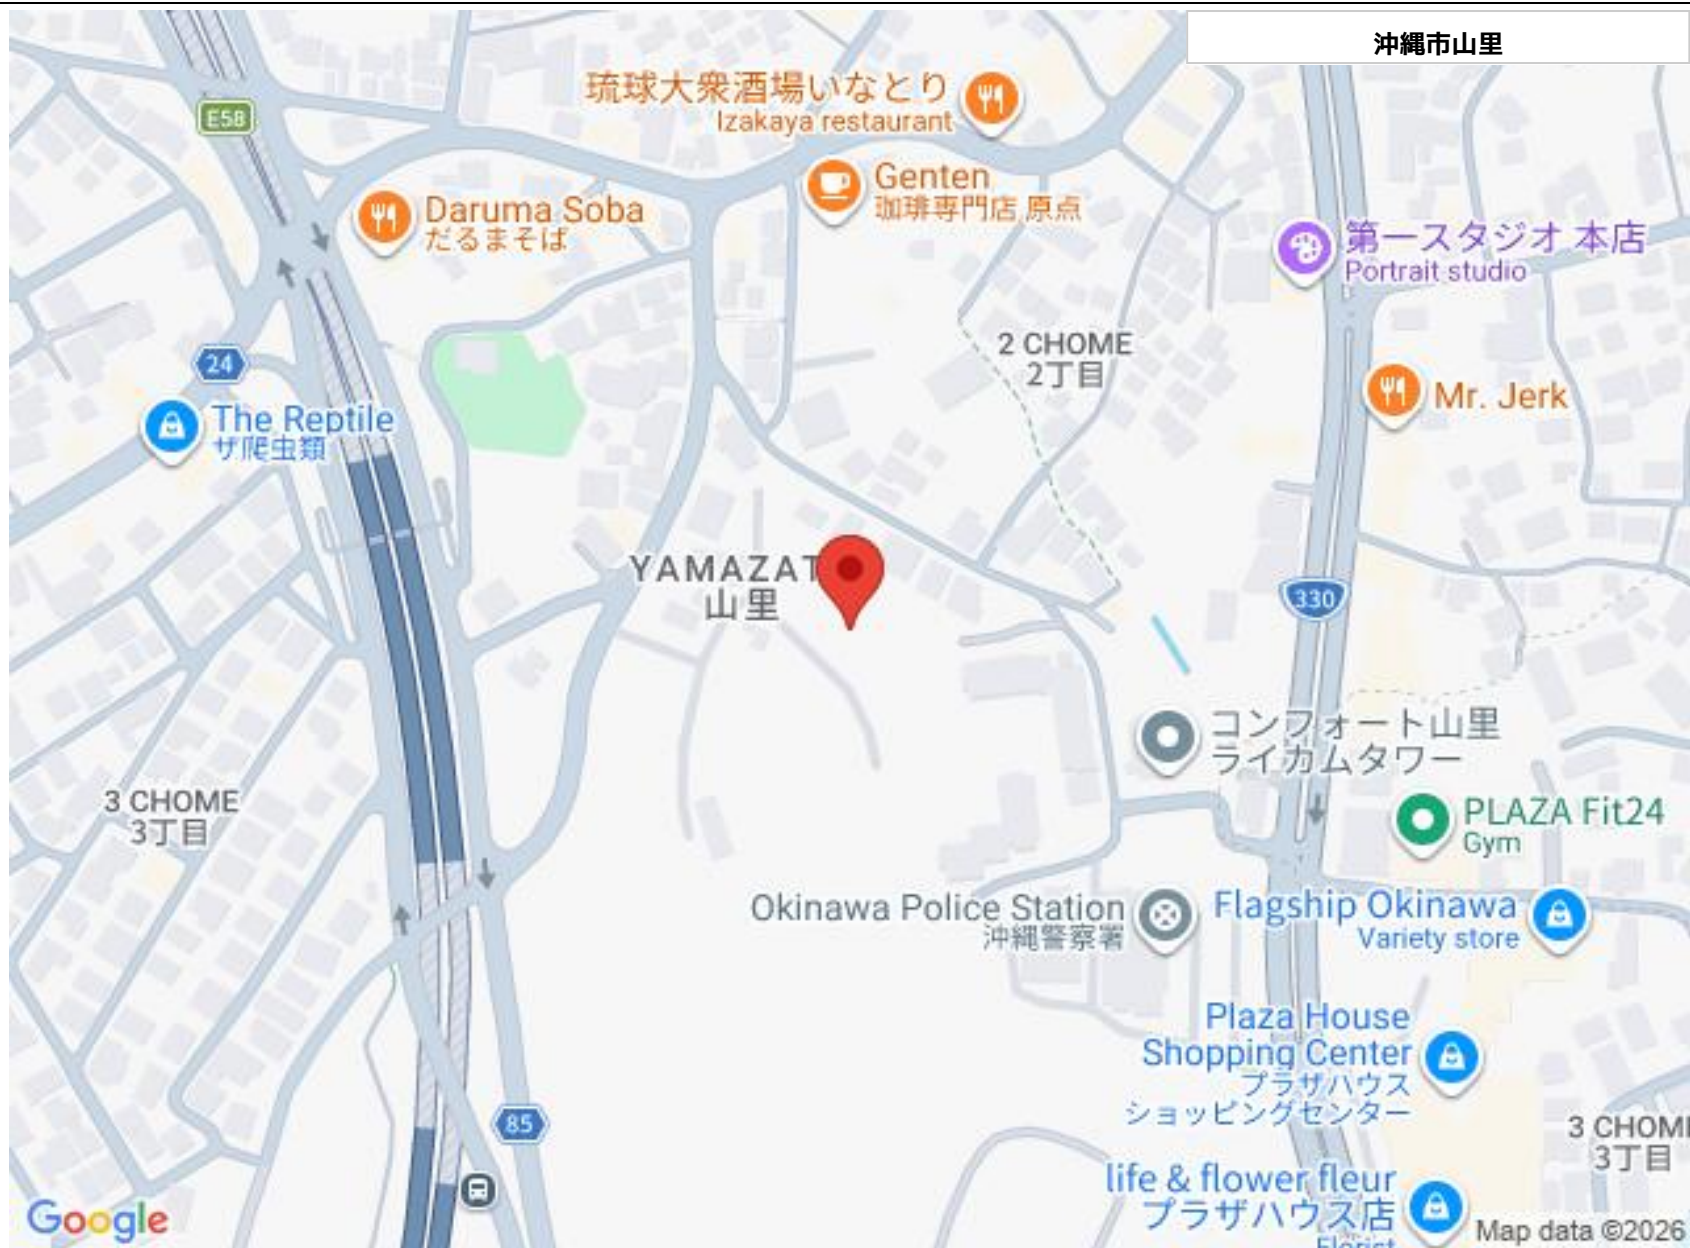 沖縄市山里
琉球大衆酒場いなとり
Izakaya restaurant
E58
Genten
珈琲専門店 原点
Daruma Soba
だるまそば
第一スタジオ 本店
Portrait studio
2 CHOME
2丁目
24
Mr. Jerk
The Reptile
ザ爬虫類
YAMAZAT
山里
330
コンフォート山里
ライカムタワー
3 CHOME
3丁目
PLAZA Fit24
Gym
Okinawa Police Station
沖縄警察署
Flagship Okinawa
Variety store
Plaza House
Shopping Center
プラザハウス
ショッピングセンター
85
3 CHOM
3丁目
life & flower fleur
プラザハウス店
Florist
Google
Map data ©2026